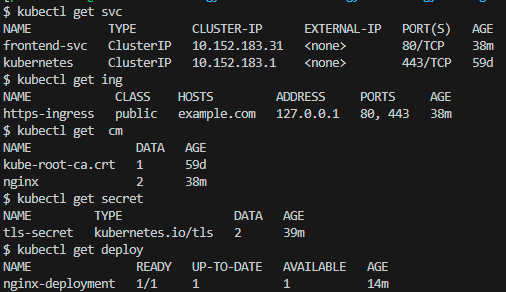 $ kubectl get svc
NAME TYPE CLUSTER-IP EXTERNAL-IP PORT(S) AGE
frontend-svc ClusterIP 10.152.183.31 <none> 80/TCP 38m
kubernetes ClusterIP 10.152.183.1 <none> 443/TCP 59d
$ kubectl get ing
NAME CLASS HOSTS ADDRESS PORTS AGE
https-ingress public example.com 127.0.0.1 80, 443 38m
$ kubectl get cm
NAME DATA AGE
kube-root-ca.crt 1 59d
nginx 2 38m
$ kubectl get secret
NAME TYPE DATA AGE
tls-secret kubernetes.io/tls 2 39m
$ kubectl get deploy
NAME READY UP-TO-DATE AVAILABLE AGE
nginx-deployment 1/1 1 1 14m